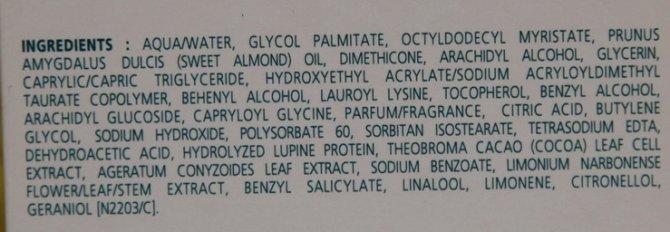 INGREDIENTS : AQUA/WATER, GLYCOL PALMITATE, OCTYLDODECYL MYRISTATE, PRUNUS
AMYGDALUS DULCIS (SWEET ALMOND) OIL, DIMETHICONE, ARACHIDYL ALCOHOL, GLYCERIN,
CAPRYLIC/CAPRIC TRIGLYCERIDE, HYDROXYETHYL ACRYLATE/SODIUM ACRYLOYLDIMETHYL
TAURATE COPOLYMER, BEHENYL ALCOHOL, LAUROYL LYSINE, TOCOPHEROL, BENZYL ALCOHOL,
ARACHIDYL GLUCOSIDE, CAPRYLOYL GLYCINE, PARFUM/FRAGRANCE, CITRIC ACID, BUTYLENE
GLYCOL, SODIUM HYDROXIDE, POLYSORBATE 60, SORBITAN ISOSTEARATE, TETRASODIUM EDTA,
DEHYDROACETIC ACID, HYDROLYZED LUPINE PROTEIN, THEOBROMA CACAO (COCOA) LEAF CELL
EXTRACT, AGERATUM CONYZOIDES LEAF EXTRACT, SODIUM BENZOATE, LIMONIUM NARBONENSE
FLOWER/LEAF/STEM EXTRACT, BENZYL SALICYLATE, LINALOOL, LIMONENE, CITRONELLOL,
GERANIOL [N2203/C].